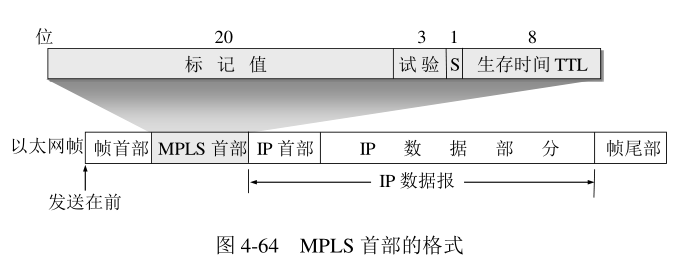 位 20 3 1 8
标记值 试验 S 生存时间 TTL
以太网帧 帧首部 MPLS 首部 IP 首部 IP 数据部分 帧尾部
IP 数据报
发送在前
图 4-64 MPLS 首部的格式